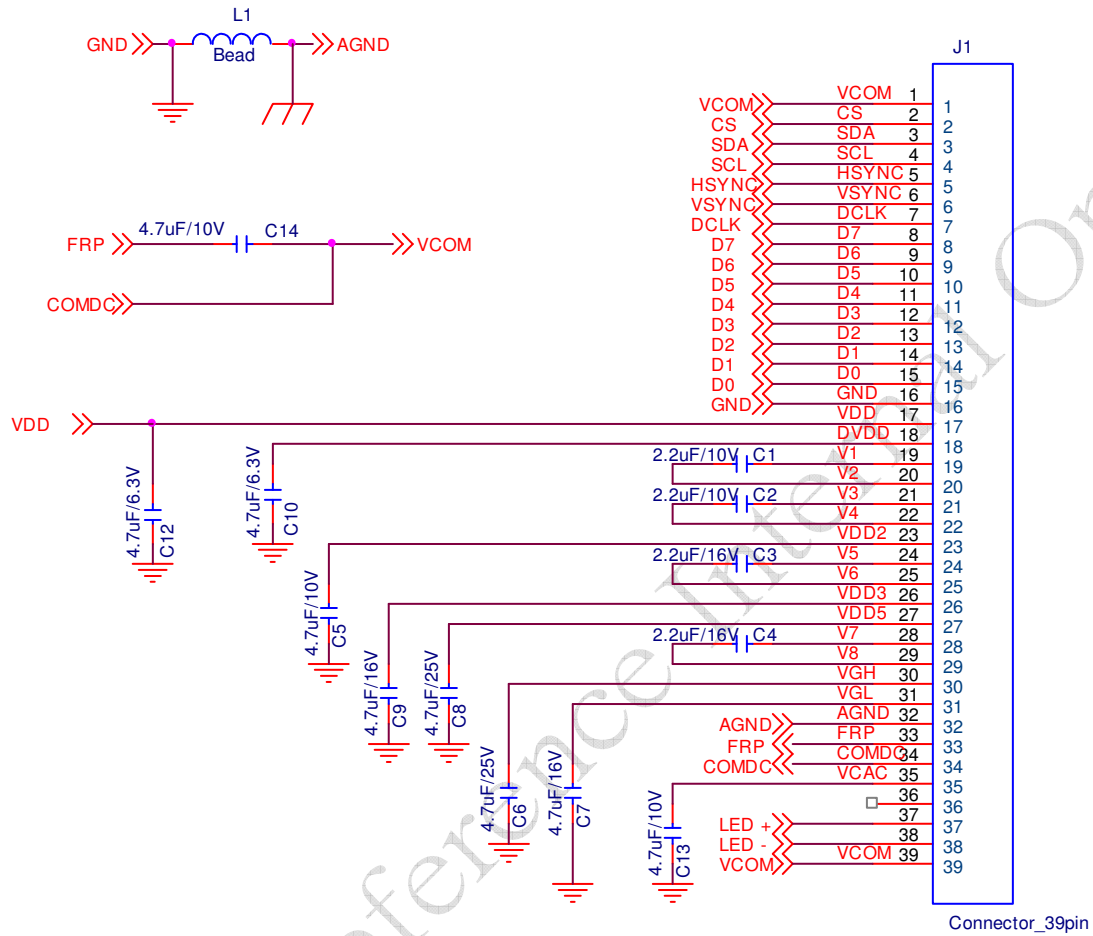 L1
GND
AGND
Bead
J1
VCOM VCOM 1 1
CS CS 2 2
SDA SDA 3 3
SCL SCL 4 4
HSYNC HSYNC 5 5
VSYNC VSYNC 6 6
DCLK DCLK 7 7
D7 D7 8 8
D6 D6 9 9
D5 D5 10 10
D4 D4 11 11
D3 D3 12 12
D2 D2 13 13
D1 D1 14 14
D0 D0 15 15
GND GND 16 16
4.7uF/10V C14
FRP
VCOM
COMDC
VDD VDD 17 17
DVDD 18 18
2.2uF/10V C1 V1 19 19
V2 20 20
2.2uF/10V C2 V3 21 21
V4 22 22
VDD2 23 23
2.2uF/16V C3 V5 24 24
V6 25 25
VDD3 26 26
VDD5 27 27
2.2uF/16V C4 V7 28 28
V8 29 29
VGH 30 30
VGL 31 31
AGND AGND 32 32
FRP FRP 33 33
COMDC COMDC 34 34
VCAC 35 35
36 36
LED + 37 37
LED - 38 38
VCOM VCOM 39 39
4.7uF/6.3V C12
4.7uF/6.3V C10
4.7uF/10V C5
4.7uF/16V C9
4.7uF/25V C8
4.7uF/25V C6
4.7uF/16V C7
4.7uF/10V C13
Connector_39pin
Internal